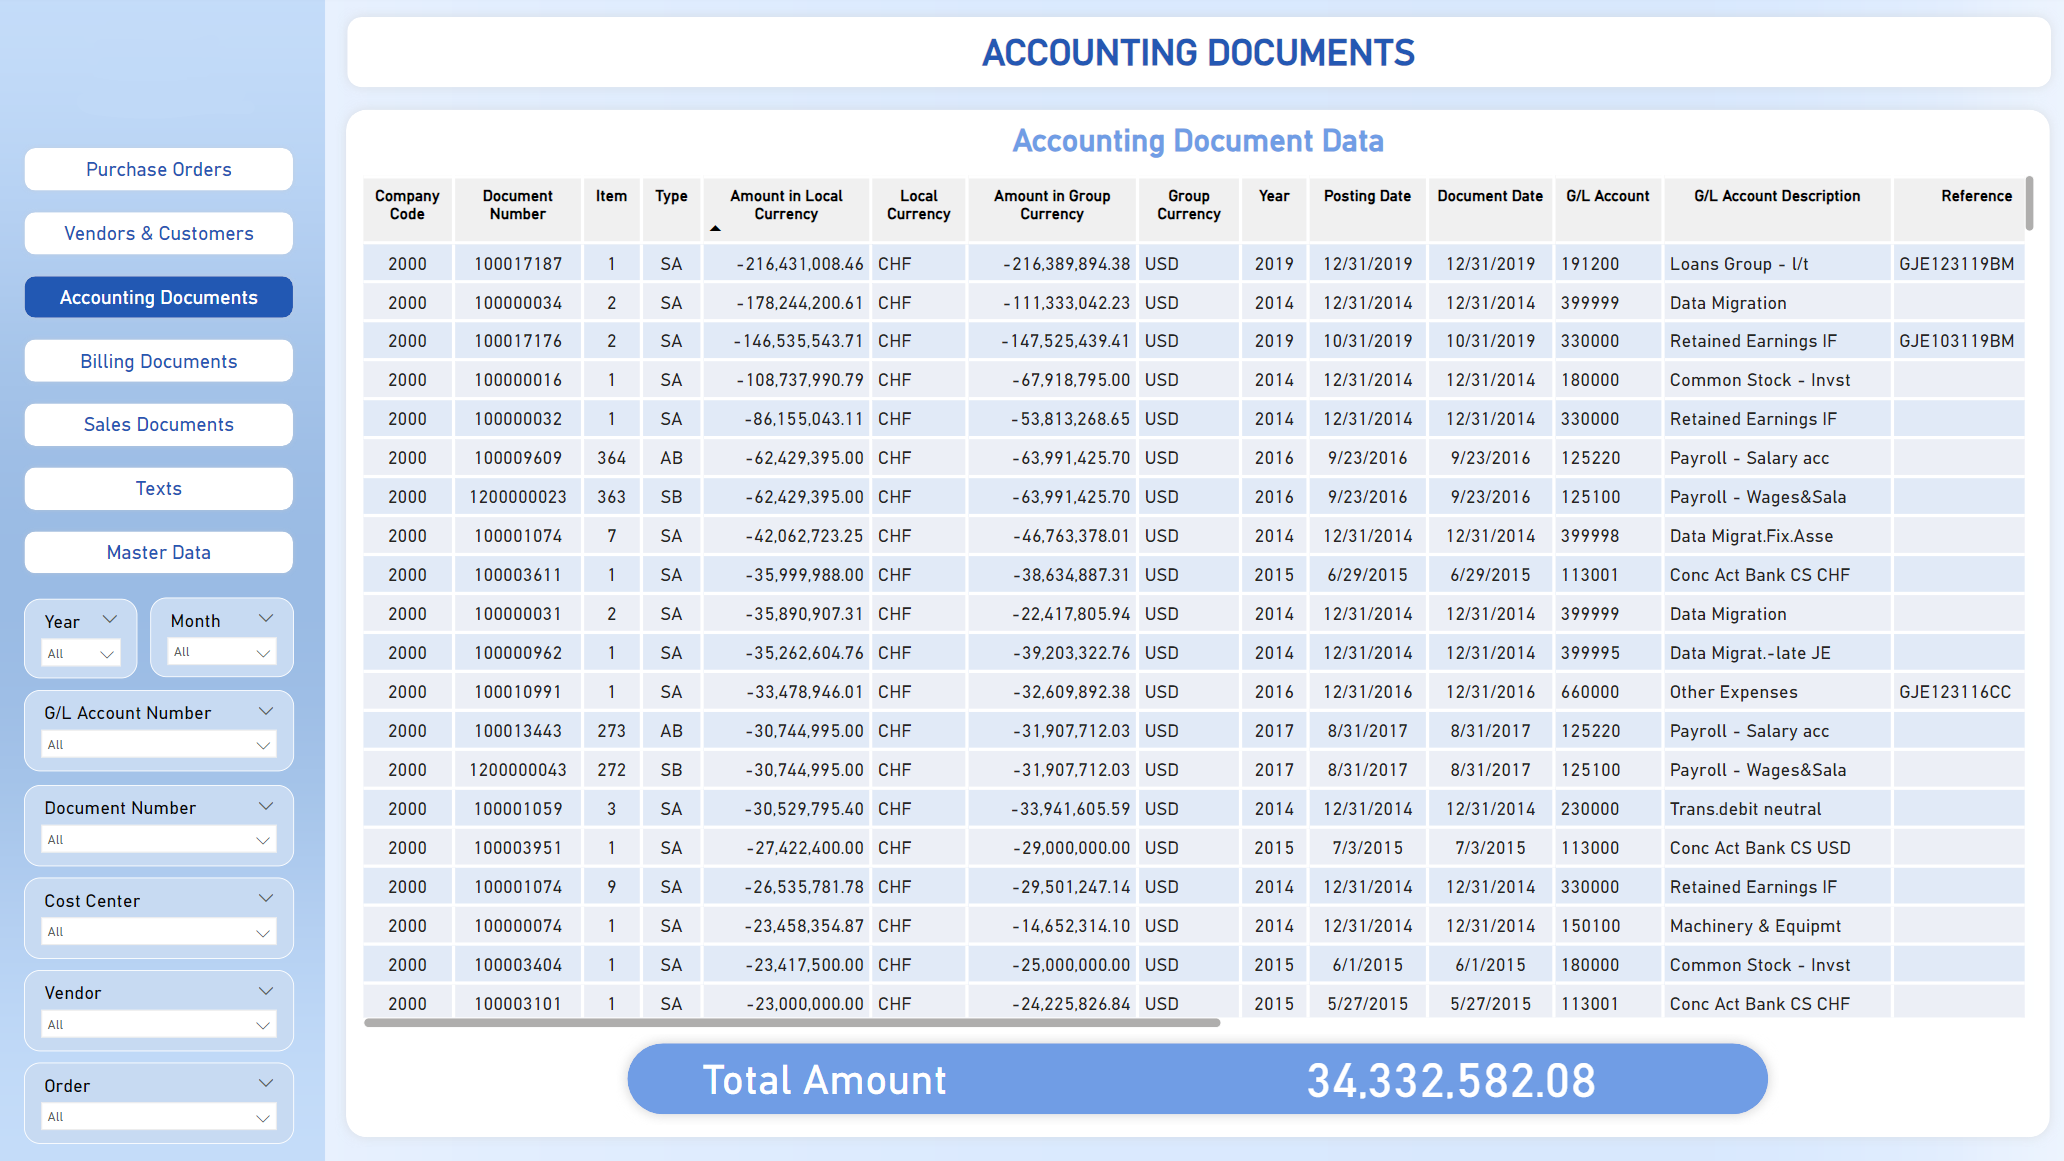 ACCOUNTING DOCUMENTS
Purchase Orders
Vendors & Customers
Accounting Documents
Billing Documents
Sales Documents
Texts
Master Data
Year
All
Month
All
G/L Account Number
All
Document Number
All
Cost Center
All
Vendor
All
Order
All
Accounting Document Data
Company Code Document Number Item Type Amount in Local Currency Local Currency Amount in Group Currency Group Currency Year Posting Date Document Date G/L Account G/L Account Description Reference
2000 100017187 1 SA -216,431,008.46 CHF -216,389,894.38 USD 2019 12/31/2019 12/31/2019 191200 Loans Group - l/t GJE123119BM
2000 100000034 2 SA -178,244,200.61 CHF -111,333,042.23 USD 2014 12/31/2014 12/31/2014 399999 Data Migration
2000 100017176 2 SA -146,535,543.71 CHF -147,525,439.41 USD 2019 10/31/2019 10/31/2019 330000 Retained Earnings IF GJE103119BM
2000 100000016 1 SA -108,737,990.79 CHF -67,918,795.00 USD 2014 12/31/2014 12/31/2014 180000 Common Stock - Invst
2000 100000032 1 SA -86,155,043.11 CHF -53,813,268.65 USD 2014 12/31/2014 12/31/2014 330000 Retained Earnings IF
2000 100009609 364 AB -62,429,395.00 CHF -63,991,425.70 USD 2016 9/23/2016 9/23/2016 125220 Payroll - Salary acc
2000 1200000023 363 SB -62,429,395.00 CHF -63,991,425.70 USD 2016 9/23/2016 9/23/2016 125100 Payroll - Wages&Sala
2000 100001074 7 SA -42,062,723.25 CHF -46,763,378.01 USD 2014 12/31/2014 12/31/2014 399998 Data Migrat.Fix.Asse
2000 100003611 1 SA -35,999,988.00 CHF -38,634,887.31 USD 2015 6/29/2015 6/29/2015 113001 Conc Act Bank CS CHF
2000 100000031 2 SA -35,890,907.31 CHF -22,417,805.94 USD 2014 12/31/2014 12/31/2014 399999 Data Migration
2000 100000962 1 SA -35,262,604.76 CHF -39,203,322.76 USD 2014 12/31/2014 12/31/2014 399995 Data Migrat.-late JE
2000 100010991 1 SA -33,478,946.01 CHF -32,609,892.38 USD 2016 12/31/2016 12/31/2016 660000 Other Expenses GJE123116CC
2000 100013443 273 AB -30,744,995.00 CHF -31,907,712.03 USD 2017 8/31/2017 8/31/2017 125220 Payroll - Salary acc
2000 1200000043 272 SB -30,744,995.00 CHF -31,907,712.03 USD 2017 8/31/2017 8/31/2017 125100 Payroll - Wages&Sala
2000 100001059 3 SA -30,529,795.40 CHF -33,941,605.59 USD 2014 12/31/2014 12/31/2014 230000 Trans.debit neutral
2000 100003951 1 SA -27,422,400.00 CHF -29,000,000.00 USD 2015 7/3/2015 7/3/2015 113000 Conc Act Bank CS USD
2000 100001074 9 SA -26,535,781.78 CHF -29,501,247.14 USD 2014 12/31/2014 12/31/2014 330000 Retained Earnings IF
2000 100000074 1 SA -23,458,354.87 CHF -14,652,314.10 USD 2014 12/31/2014 12/31/2014 150100 Machinery & Equipmt
2000 100003404 1 SA -23,417,500.00 CHF -25,000,000.00 USD 2015 6/1/2015 6/1/2015 180000 Common Stock - Invst
2000 100003101 1 SA -23,000,000.00 CHF -24,225,826.84 USD 2015 5/27/2015 5/27/2015 113001 Conc Act Bank CS CHF
Total Amount 34,332,582.08